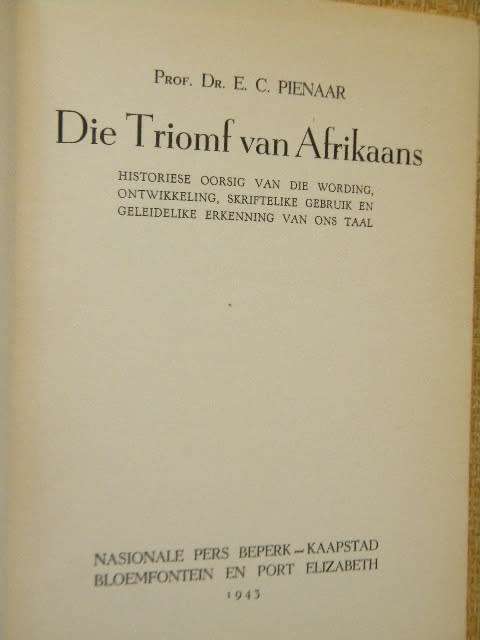 PROF. DR. E. C. PIENAAR
Die Triomf van Afrikaans
HISTORIESE OORSIG VAN DIE WORDING,
ONTWIKKELING, SKRIFTELIKE GEBRUIK EN
GELEIDELIKE ERKENNING VAN ONS TAAL
NASIONALE PERS BEPERK—KAAPSTAD
BLOEMFONTEIN EN PORT ELIZABETH
1943